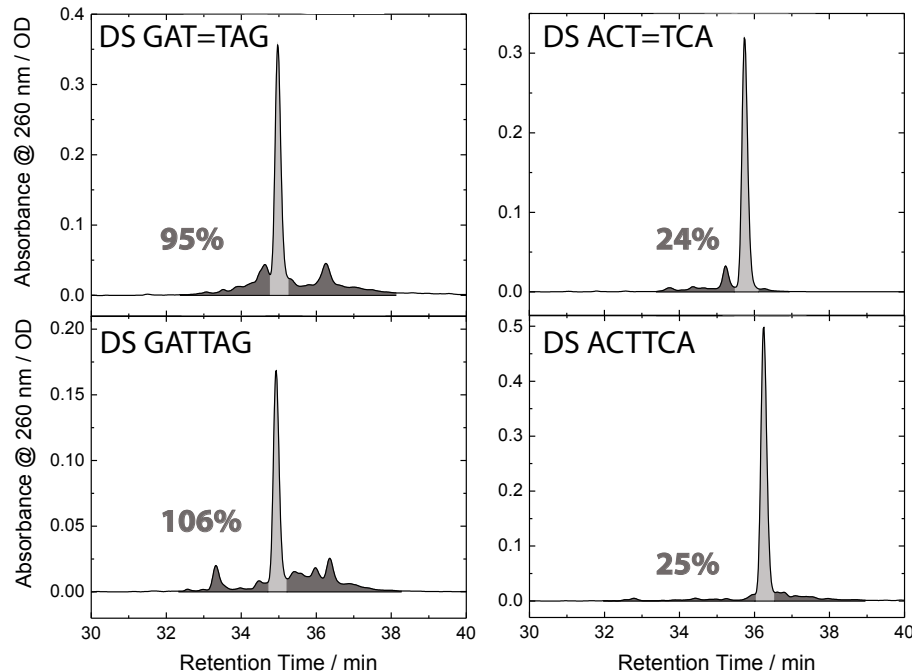 DS GAT=TAG
Absorbance @ 260 nm / OD
0.4
0.3
0.2
0.1
0.0
95%
DS ACT=TCA
0.3
0.2
0.1
0.0
24%
DS GATTAG
Absorbance @ 260 nm / OD
0.20
0.15
0.10
0.05
0.00
106%
30 32 34 36 38 40
Retention Time / min
DS ACTTCA
0.5
0.4
0.3
0.2
0.1
0.0
25%
30 32 34 36 38 40
Retention Time / min